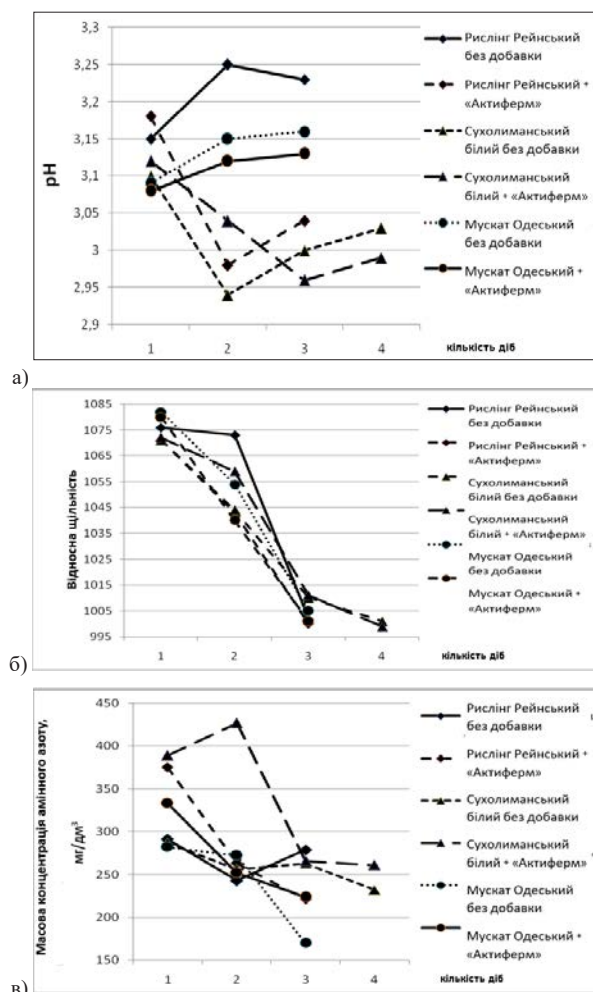 3,3
3,25
3,2
3,15
3,1
3,05
3
2,95
2,9
pH
1 2 3 4 кількість діб
Рислінг Рейнський
без добавки
Рислінг Рейнський +
«Актиферм»
Сухолиманський
білий без добавки
Сухолиманський
білий + «Актиферм»
Мускат Одеський
без добавки
Мускат Одеський +
«Актиферм»
а)
1085
1075
1065
1055
1045
1035
1025
1015
1005
995
Відносна щільність
1 2 3 4 кількість діб
Рислінг Рейнський
без добавки
Рислінг Рейнський +
«Актиферм»
Сухолиманський
білий без добавки
Сухолиманський
білий + «Актиферм»
Мускат Одеський
без добавки
Мускат Одеський +
«Актиферм»
б)
450
400
350
300
250
200
150
Масова концентрація амінного азоту,
мг/дм³
1 2 3 4 кількість діб
Рислінг Рейнський
без добавки
Рислінг Рейнський +
«Актиферм»
Сухолиманський
білий без добавки
Сухолиманський
білий + «Актиферм»
Мускат Одеський
без добавки
Мускат Одеський +
«Актиферм»
в)